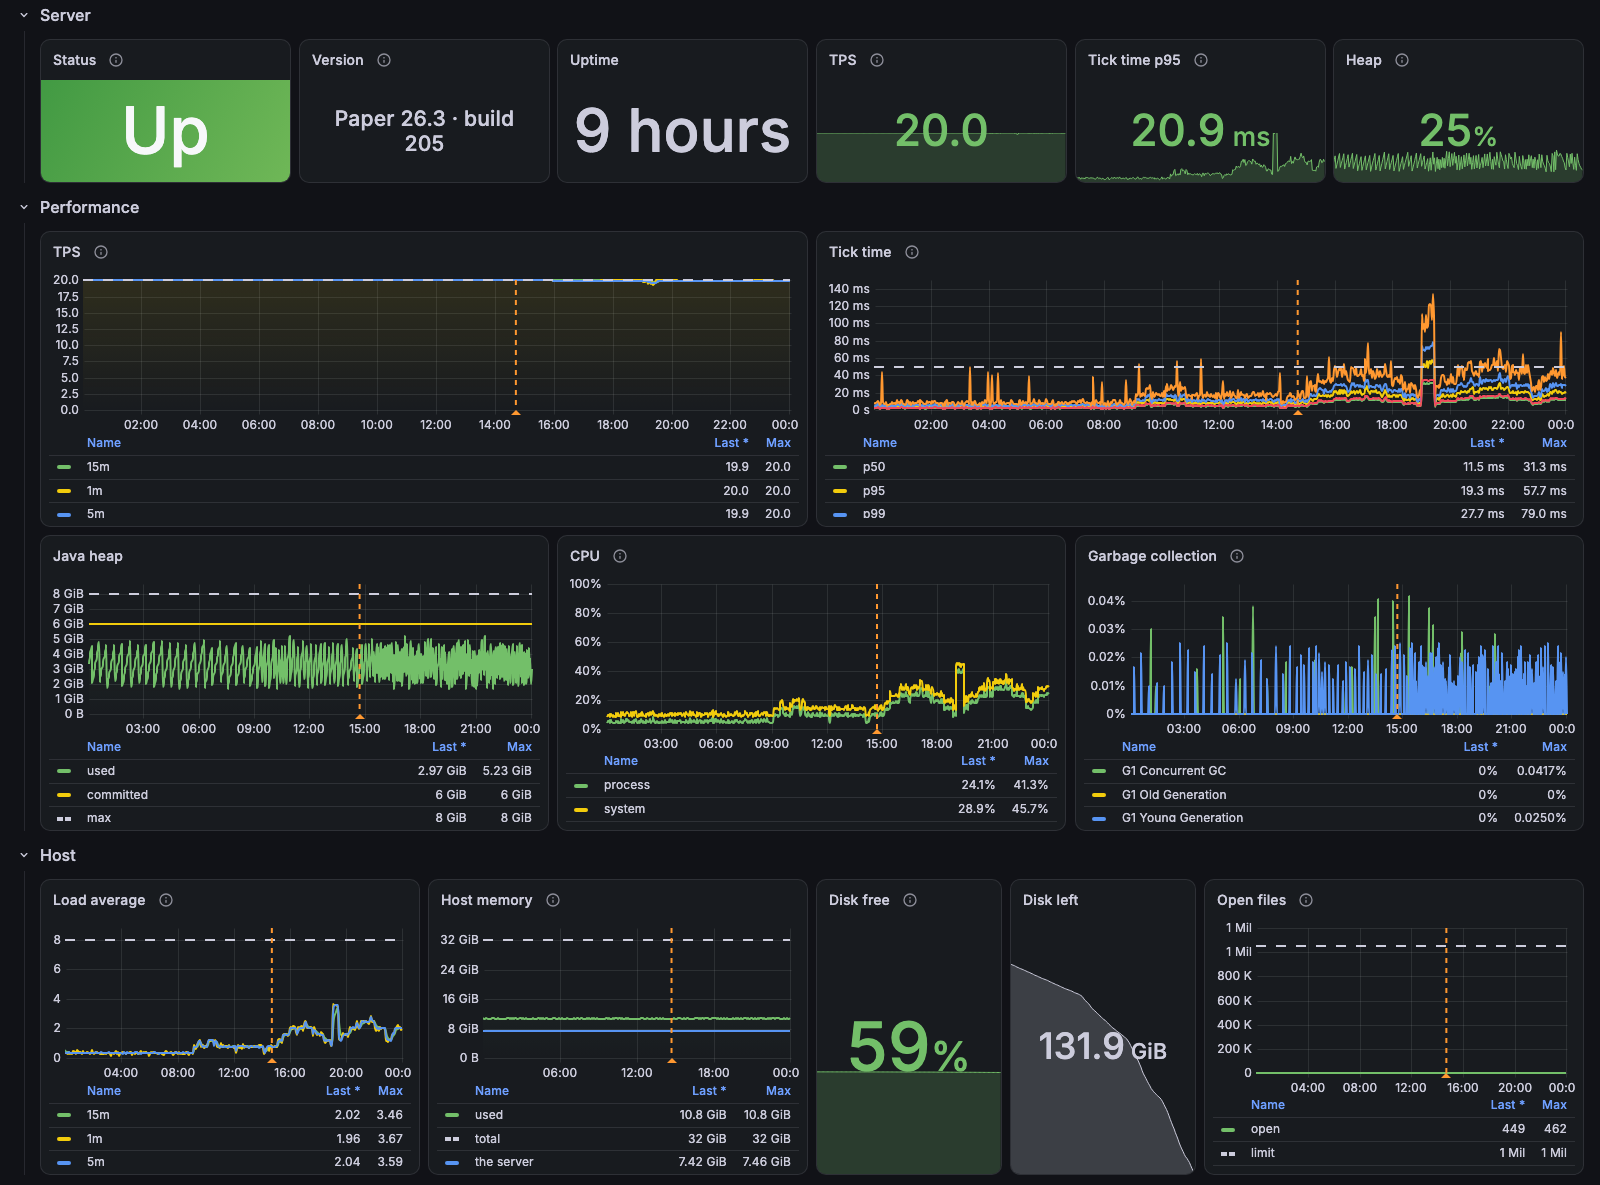 Server
Status
Version
Uptime
TPS
Tick time p95
Heap
Up
Paper 26.3 · build
205
9 hours
20.0
20.9 ms
25%
Performance
TPS
20.0
17.5
15.0
12.5
10.0
7.5
5.0
2.5
0.0
02:00 04:00 06:00 08:00 10:00 12:00 14:00 16:00 18:00 20:00 22:00 00:0
Name Last * Max
15m 19.9 20.0
1m 20.0 20.0
5m 19.9 20.0
Tick time
140 ms
120 ms
100 ms
80 ms
60 ms
40 ms
20 ms
0 s
02:00 04:00 06:00 08:00 10:00 12:00 14:00 16:00 18:00 20:00 22:00 00:0
Name Last * Max
p50 11.5 ms 31.3 ms
p95 19.3 ms 57.7 ms
p99 27.7 ms 79.0 ms
Java heap
8 GiB
7 GiB
6 GiB
5 GiB
4 GiB
3 GiB
2 GiB
1 GiB
0 B
03:00 06:00 09:00 12:00 15:00 18:00 21:00 00:0
Name Last * Max
used 2.97 GiB 5.23 GiB
committed 6 GiB 6 GiB
max 8 GiB 8 GiB
CPU
100%
80%
60%
40%
20%
0%
03:00 06:00 09:00 12:00 15:00 18:00 21:00 00:0
Name Last * Max
process 24.1% 41.3%
system 28.9% 45.7%
Garbage collection
0.04%
0.03%
0.02%
0.01%
0%
03:00 06:00 09:00 12:00 15:00 18:00 21:00 00:0
Name Last * Max
G1 Concurrent GC 0% 0.0417%
G1 Old Generation 0% 0%
G1 Young Generation 0% 0.0250%
Host
Load average
8
6
4
2
0
04:00 08:00 12:00 16:00 20:00 00:0
Name Last * Max
15m 2.02 3.46
1m 1.96 3.67
5m 2.04 3.59
Host memory
32 GiB
24 GiB
16 GiB
8 GiB
0 B
06:00 12:00 18:00 00:0
Name Last * Max
used 10.8 GiB 10.8 GiB
total 32 GiB 32 GiB
the server 7.42 GiB 7.46 GiB
Disk free
59%
Disk left
131.9 GiB
Open files
1 Mil
1 Mil
800 K
600 K
400 K
200 K
0
04:00 08:00 12:00 16:00 20:00 00:0
Name Last * Max
open 449 462
limit 1 Mil 1 Mil